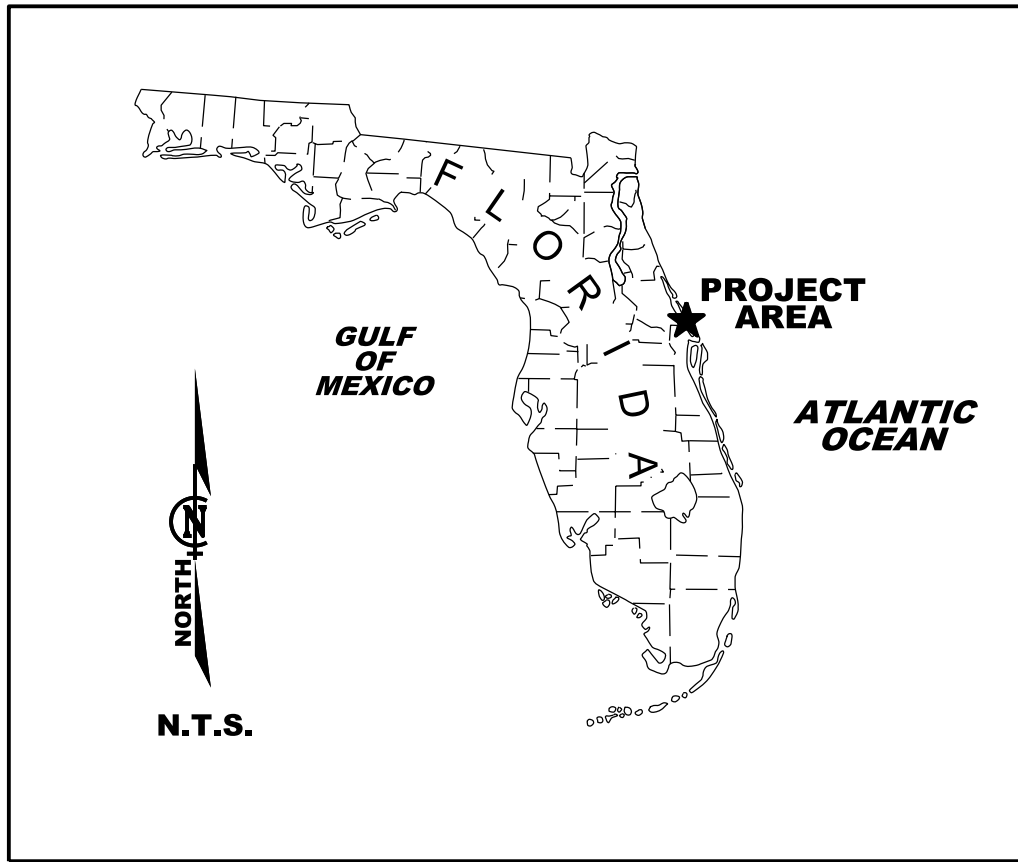 FLORIDA
PROJECT
AREA
GULF
OF
MEXICO
ATLANTIC
OCEAN
N
NORTH
N.T.S.